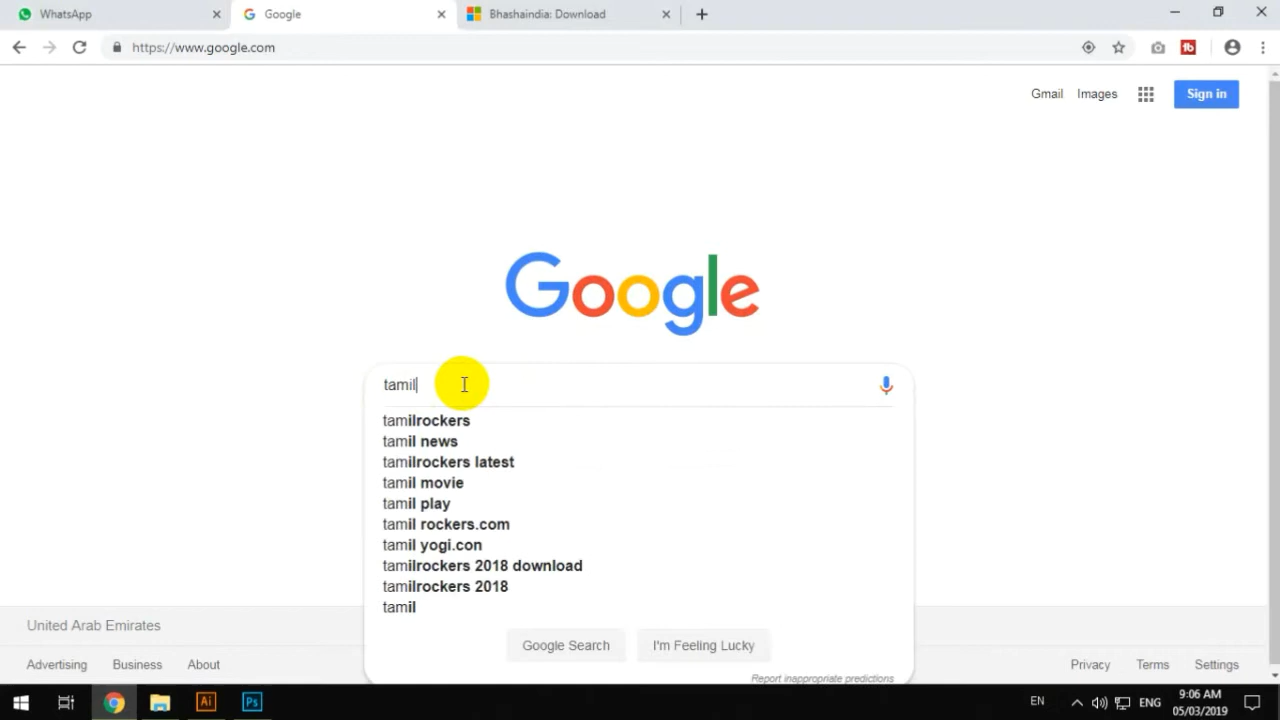 WhatsApp
Google
Bhashaindia: Download
https://www.google.com
Gmail Images Sign in
Google
tamil
tamilrockers
tamil news
tamilrockers latest
tamil movie
tamil play
tamil rockers.com
tamil yogi.con
tamilrockers 2018 download
tamilrockers 2018
tamil
Google Search I'm Feeling Lucky
Report inappropriate predictions
United Arab Emirates
Advertising Business About Privacy Terms Settings
Ai Ps EN ENG 9:06 AM
05/03/2019